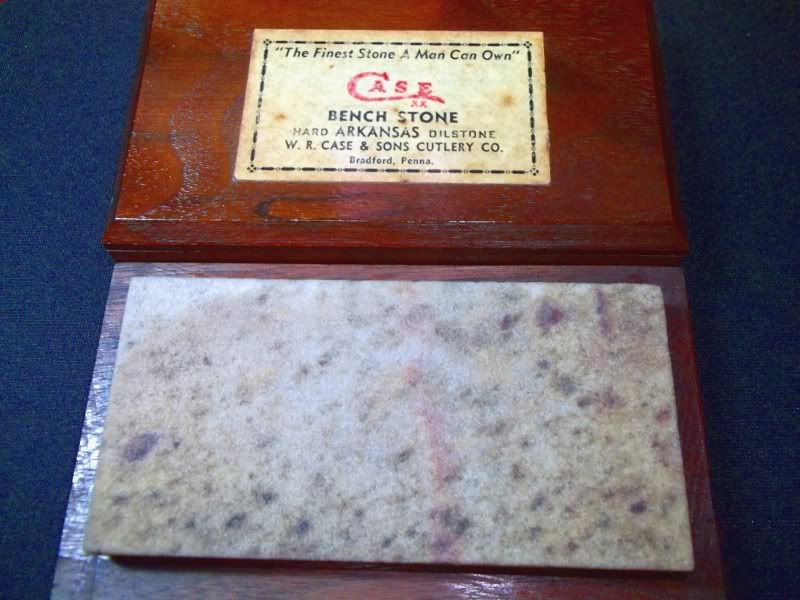 "The Finest Stone A Man Can Own"
CASE
XX
BENCH STONE
HARD ARKANSAS OILSTONE
W. R. CASE & SONS CUTLERY CO.
Bradford, Penna.